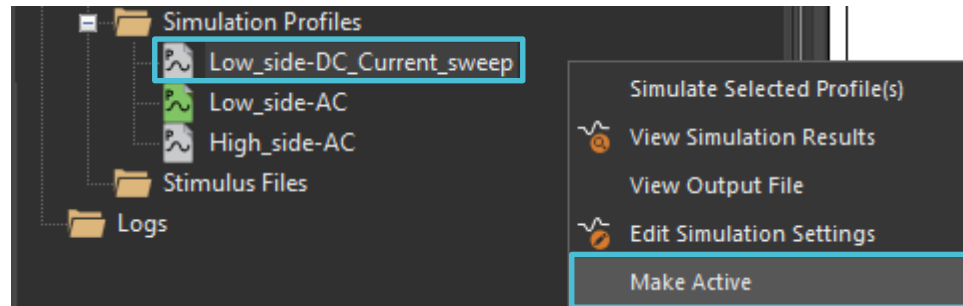 Simulation Profiles
Low_side-DC_Current_sweep
Low_side-AC
High_side-AC
Stimulus Files
Logs
Simulate Selected Profile(s)
View Simulation Results
View Output File
Edit Simulation Settings
Make Active